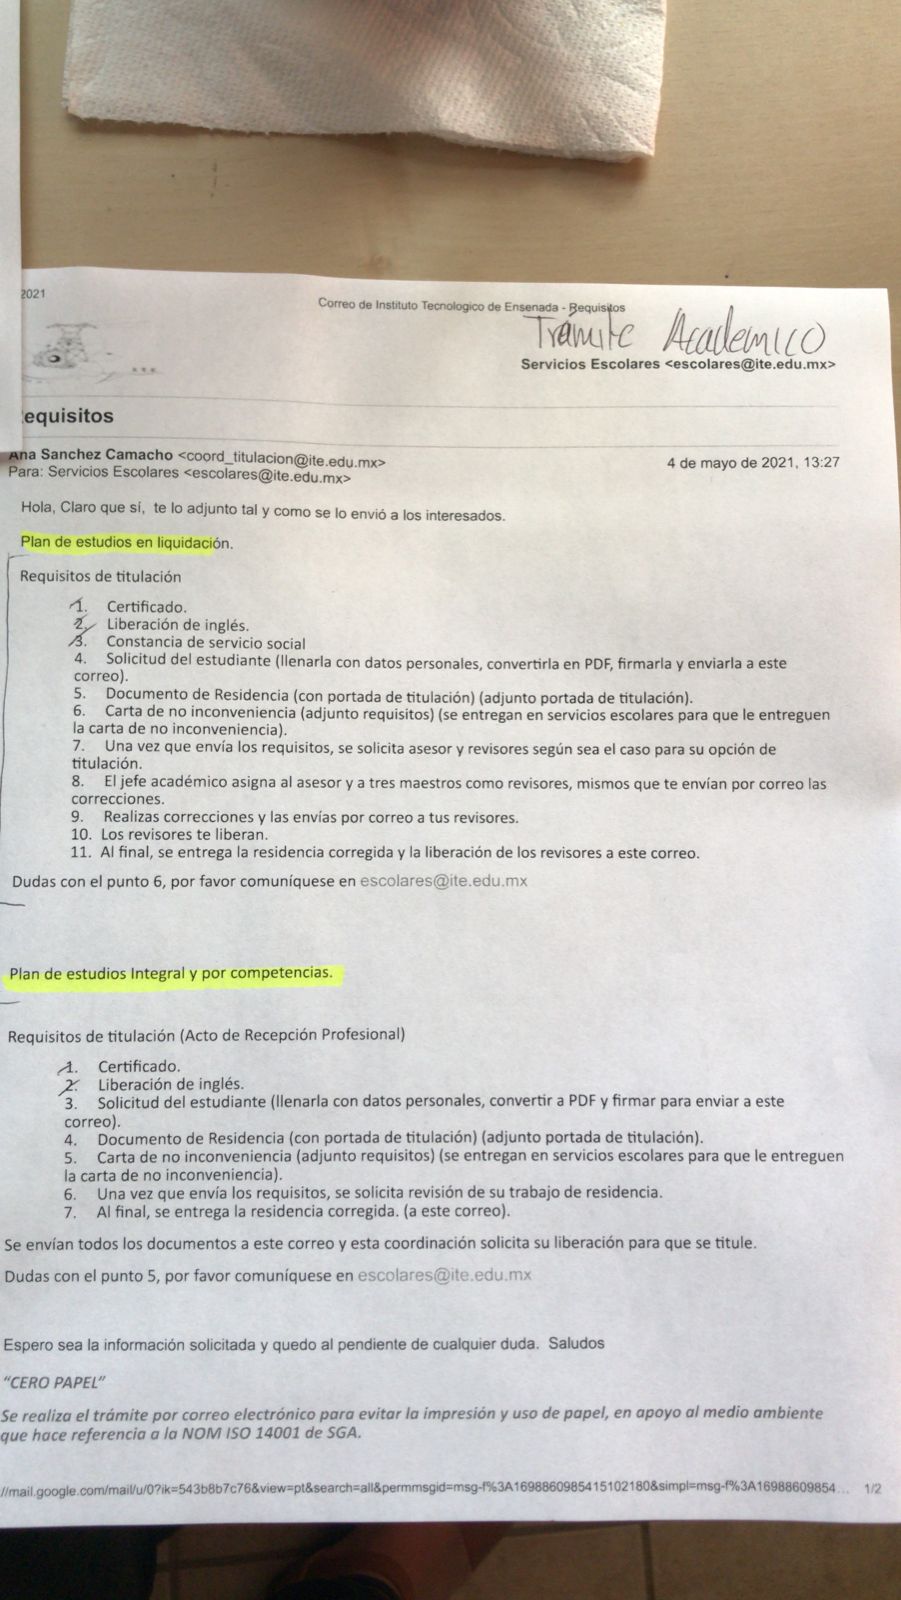 2021
Correo de Instituto Tecnologico de Ensenada - Requisitos
Trámite Académico
Servicios Escolares <escolares@ite.edu.mx>
equisitos
Ana Sanchez Camacho <coord_titulacion@ite.edu.mx>
4 de mayo de 2021, 13:27
Para: Servicios Escolares <escolares@ite.edu.mx>
Hola, Claro que sí, te lo adjunto tal y como se lo envió a los interesados.
Plan de estudios en liquidación.
Requisitos de titulación
1. Certificado.
2. Liberación de inglés.
3. Constancia de servicio social
4. Solicitud del estudiante (llenarla con datos personales, convertirla en PDF, firmarla y enviarla a este
correo).
5. Documento de Residencia (con portada de titulación) (adjunto portada de titulación).
6. Carta de no inconveniencia (adjunto requisitos) (se entregan en servicios escolares para que le entreguen
la carta de no inconveniencia).
7. Una vez que envía los requisitos, se solicita asesor y revisores según sea el caso para su opción de
titulación.
8. El jefe académico asigna al asesor y a tres maestros como revisores, mismos que te envían por correo las
correcciones.
9. Realizas correcciones y las envías por correo a tus revisores.
10. Los revisores te liberan.
11. Al final, se entrega la residencia corregida y la liberación de los revisores a este correo.
Dudas con el punto 6, por favor comuníquese en escolares@ite.edu.mx
Plan de estudios Integral y por competencias.
Requisitos de titulación (Acto de Recepción Profesional)
1. Certificado.
2. Liberación de inglés.
3. Solicitud del estudiante (llenarla con datos personales, convertir a PDF y firmar para enviar a este
correo).
4. Documento de Residencia (con portada de titulación) (adjunto portada de titulación).
5. Carta de no inconveniencia (adjunto requisitos) (se entregan en servicios escolares para que le entreguen
la carta de no inconveniencia).
6. Una vez que envía los requisitos, se solicita revisión de su trabajo de residencia.
7. Al final, se entrega la residencia corregida. (a este correo).
Se envían todos los documentos a este correo y esta coordinación solicita su liberación para que se titule.
Dudas con el punto 5, por favor comuníquese en escolares@ite.edu.mx
Espero sea la información solicitada y quedo al pendiente de cualquier duda. Saludos
“CERO PAPEL”
Se realiza el trámite por correo electrónico para evitar la impresión y uso de papel, en apoyo al medio ambiente
que hace referencia a la NOM ISO 14001 de SGA.
//mail.google.com/mail/u/0?ik=543b8b7c76&view=pt&search=all&permmsgid=msg-f%3A1698860985415102180&simpl=msg-f%3A16988609854... 1/2